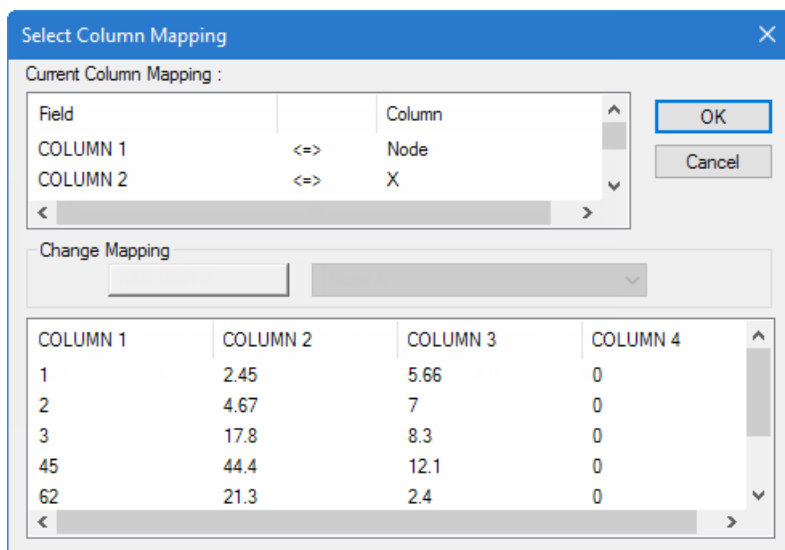 Select Column Mapping
Current Column Mapping :
Field Column
COLUMN 1 <=> Node
COLUMN 2 <=> X
OK
Cancel
Change Mapping
COLUMN 1 COLUMN 2 COLUMN 3 COLUMN 4
1 2.45 5.66 0
2 4.67 7 0
3 17.8 8.3 0
45 44.4 12.1 0
62 21.3 2.4 0